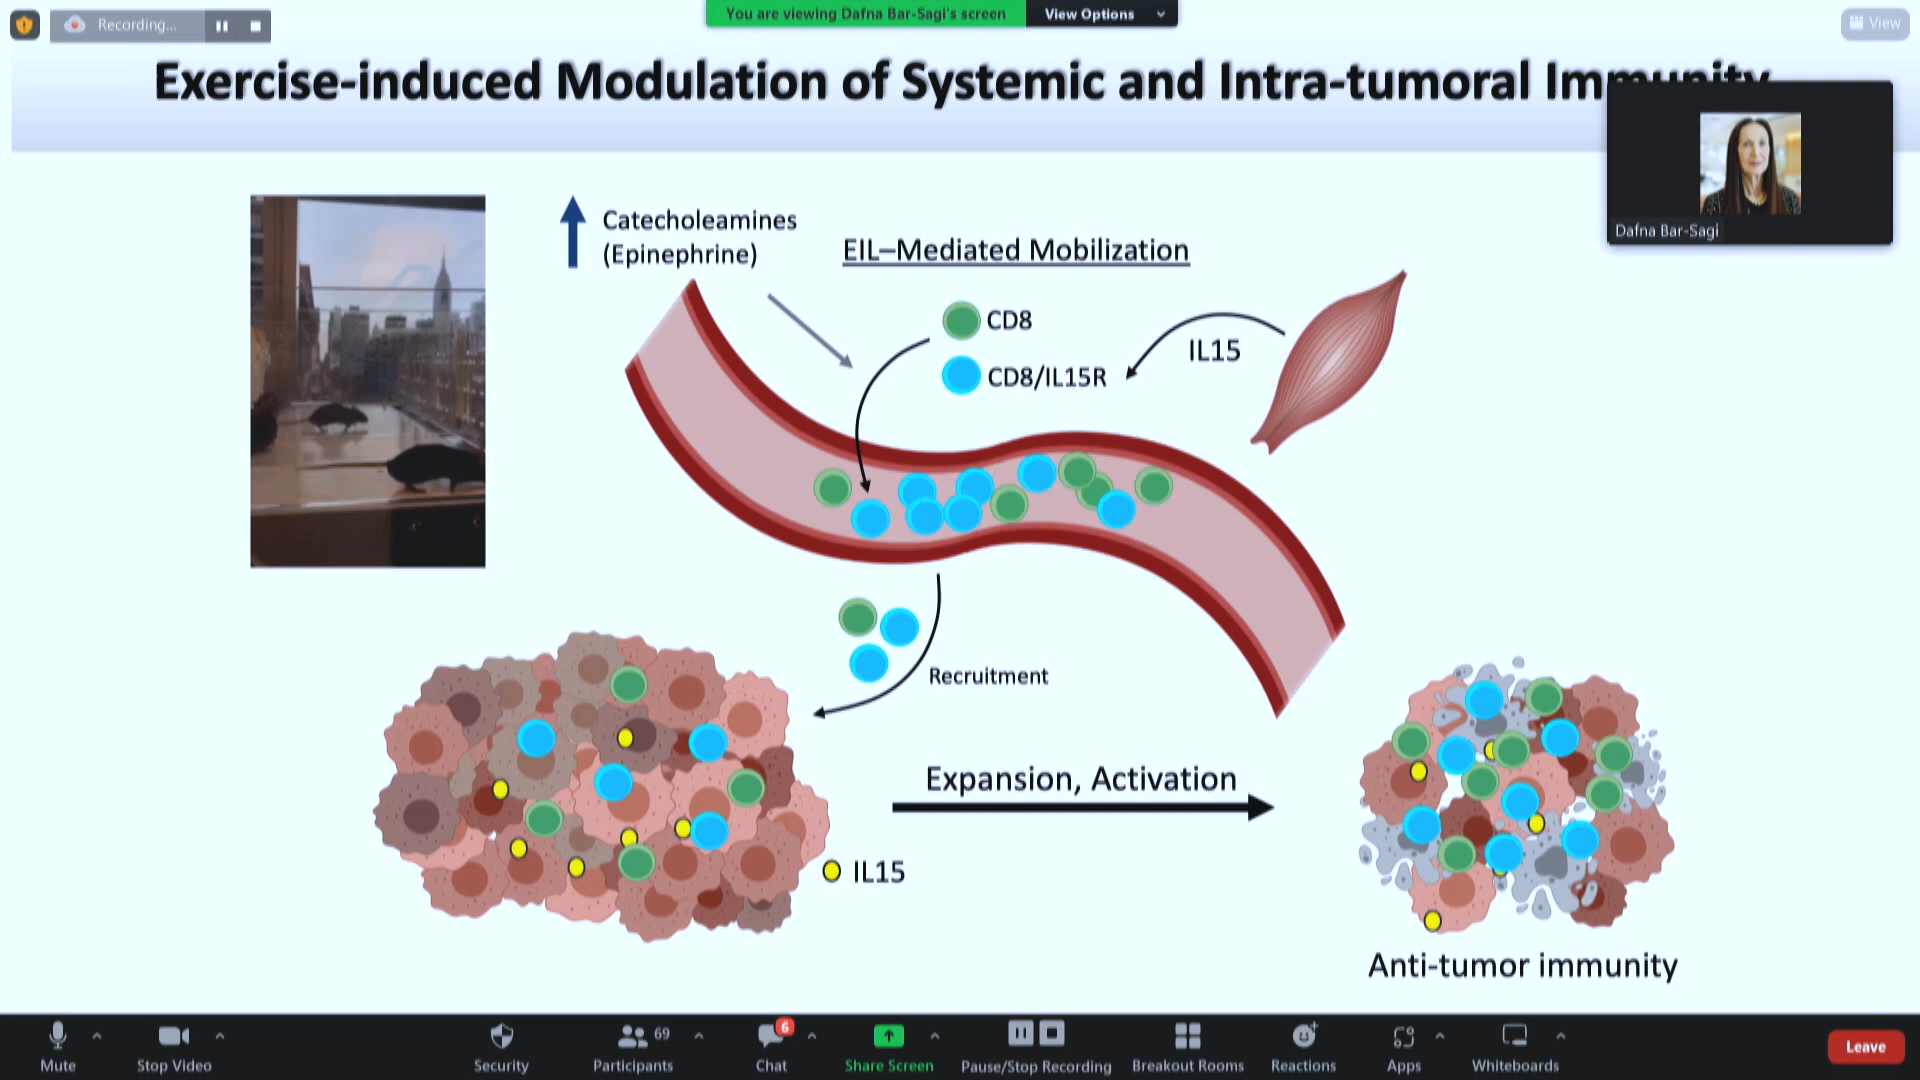 Recording...
You are viewing Dafna Bar-Sagi's screen
View Options
View
Exercise-induced Modulation of Systemic and Intra-tumoral Immunity
Dafna Bar-Sagi
Catecholeamines
(Epinephrine)
EIL–Mediated Mobilization
CD8
CD8/IL15R
IL15
Recruitment
Expansion, Activation
IL15
Anti-tumor immunity
Mute
Stop Video
Security
69
Participants
6
Chat
Share Screen
Pause/Stop Recording
Breakout Rooms
Reactions
Apps
Whiteboards
Leave